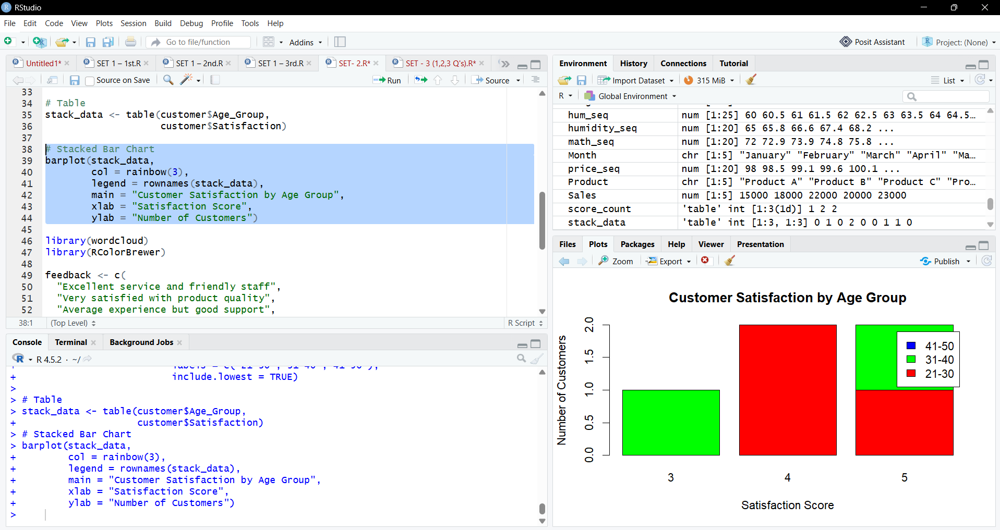 RStudio
File Edit Code View Plots Session Build Debug Profile Tools Help
Go to file/function Addins Posit Assistant Project: (None)
Untitled1* SET 1 – 1st.R SET 1 – 2nd.R SET 1 – 3rd.R SET- 2.R* SET - 3 (1,2,3 Q's).R*
Source on Save Run Source
33
34 # Table
35 stack_data <- table(customer$Age_Group,
36 customer$Satisfaction)
37
38 # Stacked Bar Chart
39 barplot(stack_data,
40 col = rainbow(3),
41 legend = rownames(stack_data),
42 main = "Customer Satisfaction by Age Group",
43 xlab = "Satisfaction Score",
44 ylab = "Number of Customers")
45
46 library(wordcloud)
47 library(RColorBrewer)
48
49 feedback <- c(
50 "Excellent service and friendly staff",
51 "Very satisfied with product quality",
52 "Average experience but good support",
38:1 (Top Level) R Script
Console Terminal Background Jobs
R 4.5.2 · ~/
+ include.lowest = TRUE)
>
> # Table
> stack_data <- table(customer$Age_Group,
+ customer$Satisfaction)
> # Stacked Bar Chart
> barplot(stack_data,
+ col = rainbow(3),
+ legend = rownames(stack_data),
+ main = "Customer Satisfaction by Age Group",
+ xlab = "Satisfaction Score",
+ ylab = "Number of Customers")
>
Environment History Connections Tutorial
Import Dataset 315 MiB List
R Global Environment
hum_seq num [1:25] 60 60.5 61 61.5 62 62.5 63 63.5 64 64.5...
humidity_seq num [1:20] 65 65.8 66.6 67.4 68.2 ...
math_seq num [1:20] 72 72.9 73.9 74.8 75.8 ...
Month chr [1:5] "January" "February" "March" "April" "Ma...
price_seq num [1:20] 98 98.5 99.1 99.6 100.1 ...
Product chr [1:5] "Product A" "Product B" "Product C" "Pro...
Sales num [1:5] 15000 18000 22000 20000 23000
score_count 'table' int [1:3(1d)] 1 2 2
stack_data 'table' int [1:3, 1:3] 0 1 0 2 0 0 1 1 0
Files Plots Packages Help Viewer Presentation
Zoom Export Publish
Customer Satisfaction by Age Group
Number of Customers
2.0
1.5
1.0
0.5
0.0
41-50
31-40
21-30
3 4 5
Satisfaction Score